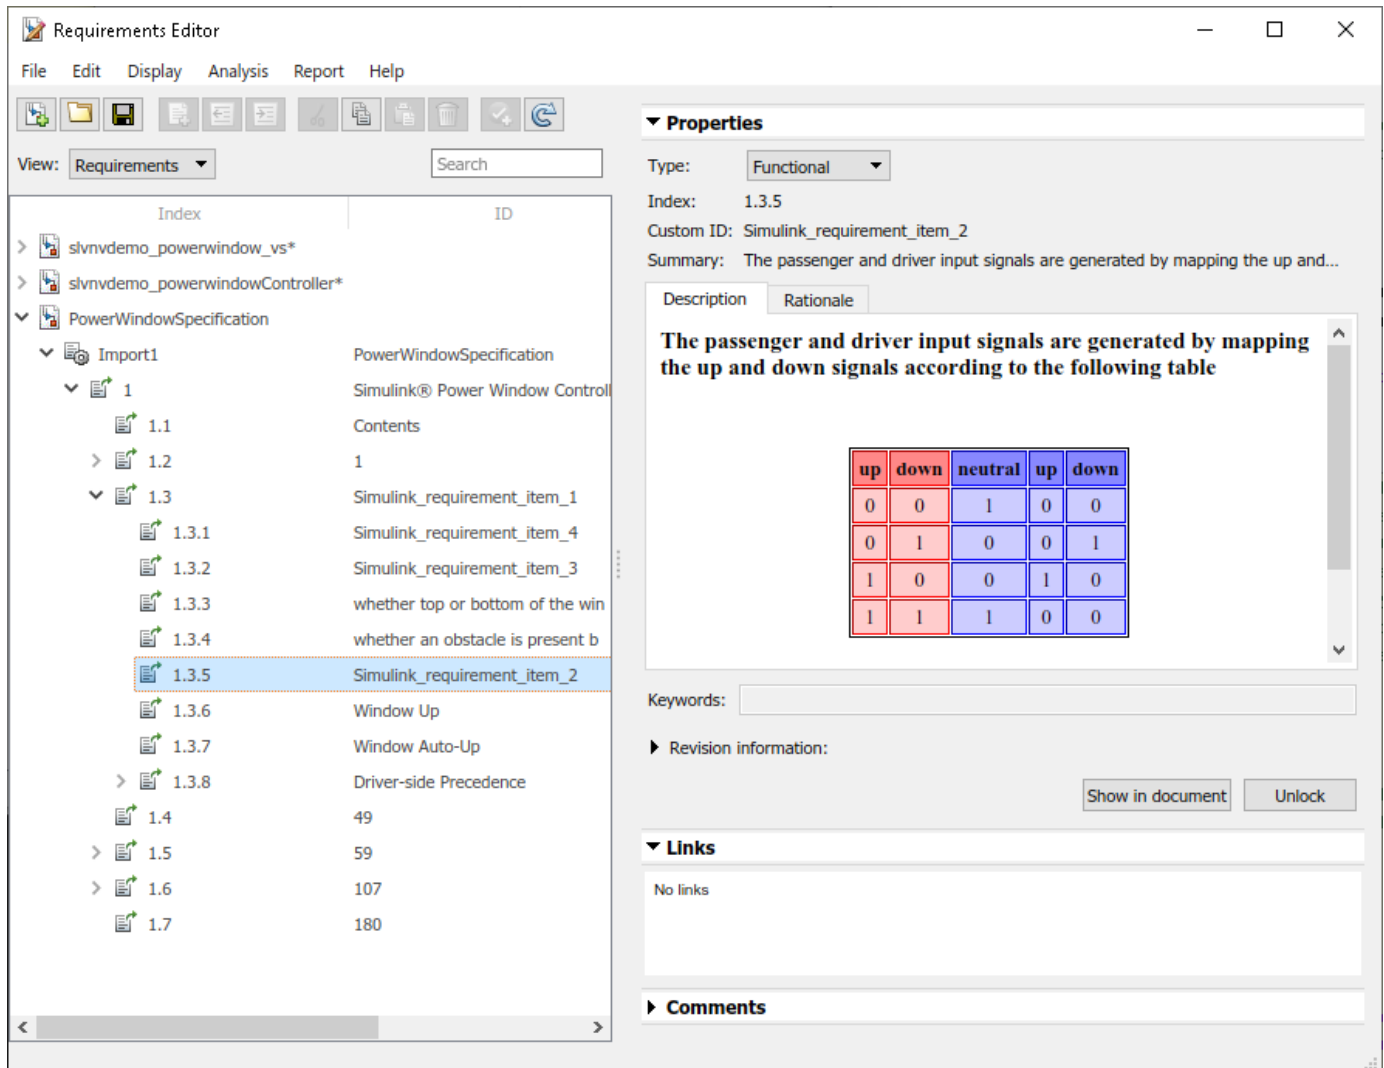 Requirements Editor
File Edit Display Analysis Report Help
View: Requirements Search
Index ID
slvnvdemo_powerwindow_vs*
slvnvdemo_powerwindowController*
PowerWindowSpecification
Import1 PowerWindowSpecification
1 Simulink® Power Window Controll
1.1 Contents
1.2 1
1.3 Simulink_requirement_item_1
1.3.1 Simulink_requirement_item_4
1.3.2 Simulink_requirement_item_3
1.3.3 whether top or bottom of the win
1.3.4 whether an obstacle is present b
1.3.5 Simulink_requirement_item_2
1.3.6 Window Up
1.3.7 Window Auto-Up
1.3.8 Driver-side Precedence
1.4 49
1.5 59
1.6 107
1.7 180
Properties
Type: Functional
Index: 1.3.5
Custom ID: Simulink_requirement_item_2
Summary: The passenger and driver input signals are generated by mapping the up and...
Description Rationale
The passenger and driver input signals are generated by mapping
the up and down signals according to the following table
up down neutral up down
0 0 1 0 0
0 1 0 0 1
1 0 0 1 0
1 1 1 0 0
Keywords:
Revision information:
Show in document Unlock
Links
No links
Comments